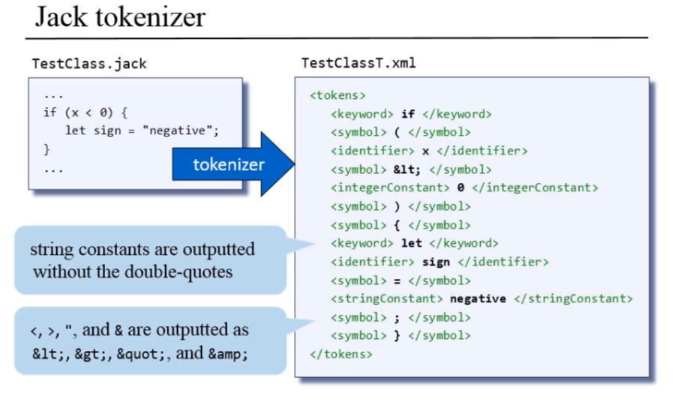 Jack tokenizer
TestClass.jack
...
if (x < 0) {
let sign = "negative";
}
...
tokenizer
string constants are outputted
without the double-quotes
<, >, ", and & are outputted as
&lt;, &gt;, &quot;, and &amp;
TestClassT.xml
<tokens>
<keyword> if </keyword>
<symbol> ( </symbol>
<identifier> x </identifier>
<symbol> &lt; </symbol>
<integerConstant> 0 </integerConstant>
<symbol> ) </symbol>
<symbol> { </symbol>
<keyword> let </keyword>
<identifier> sign </identifier>
<symbol> = </symbol>
<stringConstant> negative </stringConstant>
<symbol> ; </symbol>
<symbol> } </symbol>
</tokens>